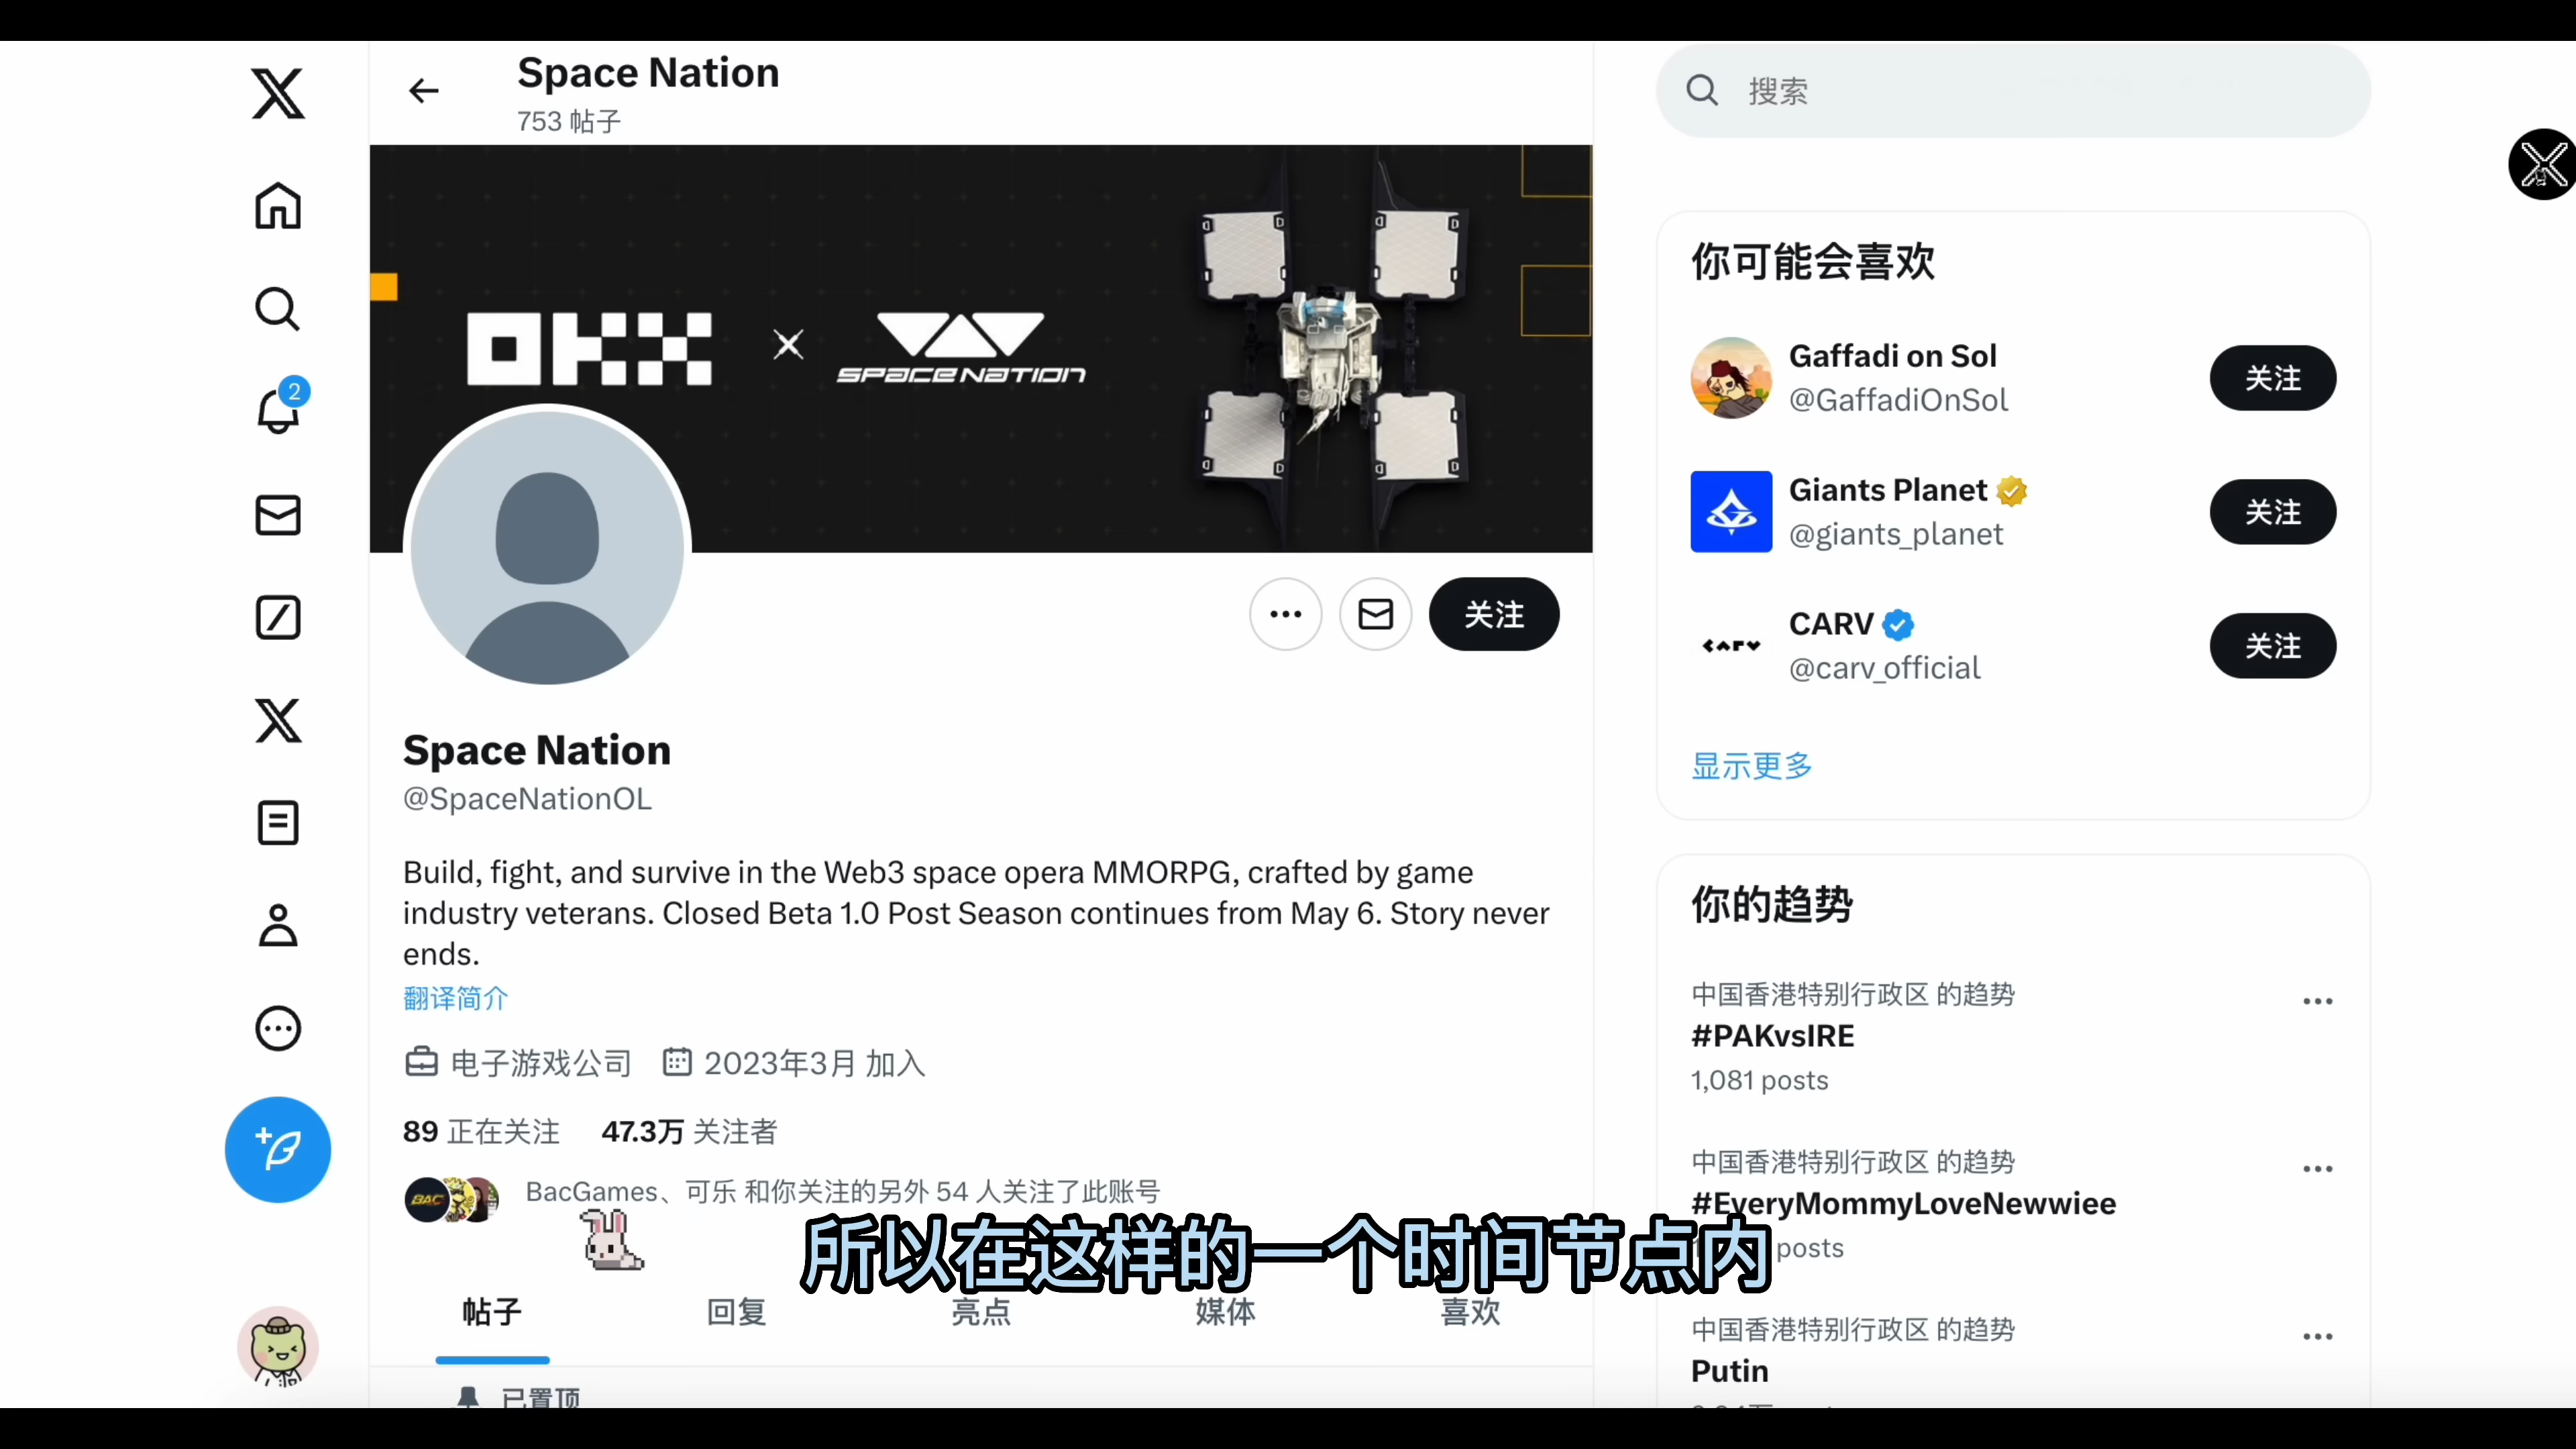 Space Nation
753 帖子
OKX
SPACE NATION
2
关注
Space Nation
@SpaceNationOL
Build, fight, and survive in the Web3 space opera MMORPG, crafted by game
industry veterans. Closed Beta 1.0 Post Season continues from May 6. Story never
ends.
翻译简介
电子游戏公司 2023年3月 加入
89 正在关注 47.3万 关注者
BAC
BacGames、可乐 和你关注的另外 54 人关注了此账号
帖子 回复 亮点 媒体 喜欢
已置顶
搜索
你可能会喜欢
Gaffadi on Sol
@GaffadiOnSol
关注
Giants Planet
@giants_planet
关注
CARV
CARV
@carv_official
关注
显示更多
你的趋势
中国香港特别行政区 的趋势
#PAKvsIRE
1,081 posts
中国香港特别行政区 的趋势
#EveryMommyLoveNewwiee
posts
中国香港特别行政区 的趋势
Putin
所以在这样的一个时间节点内